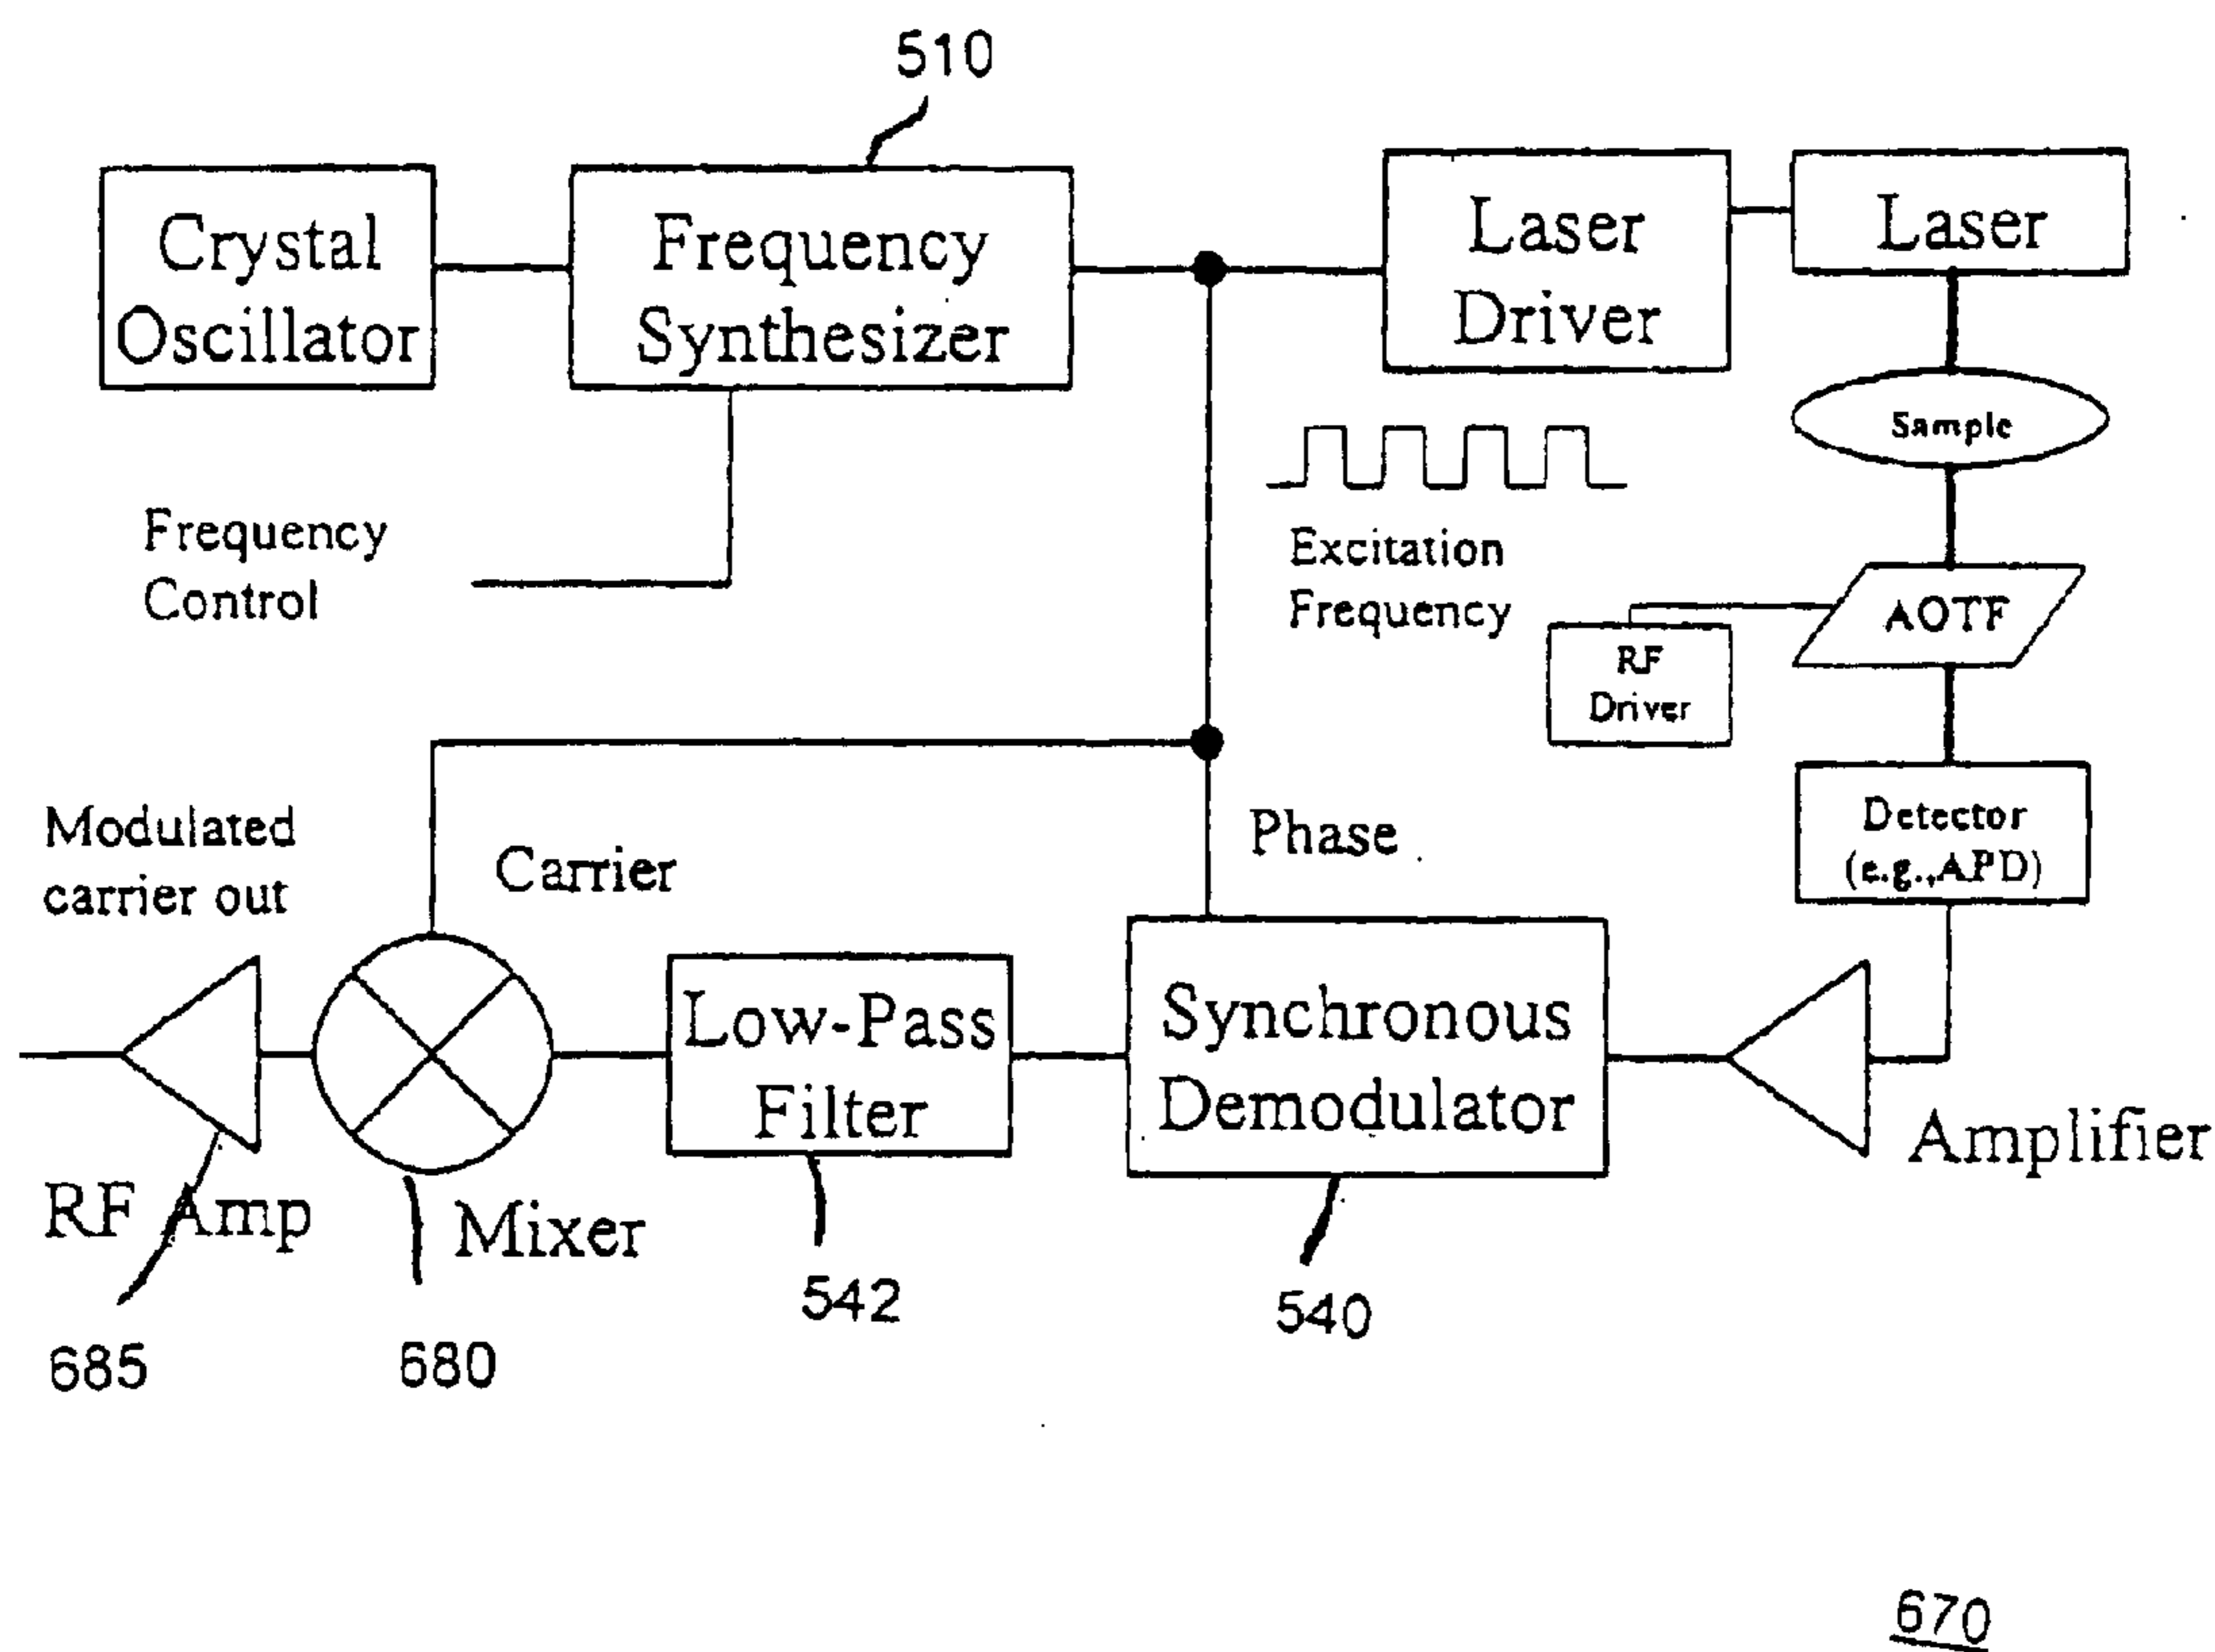 510
Crystal
Oscillator
Frequency
Synthesizer
Laser
Driver
Laser
Sample
Frequency
Control
Excitation
Frequency
AOTF
RF
Driver
Detector
(e.g.,APD)
Modulated
carrier out
Carrier
Phase
Low-Pass
Filter
Synchronous
Demodulator
Amplifier
RF Amp
Mixer
542
540
685
680
670